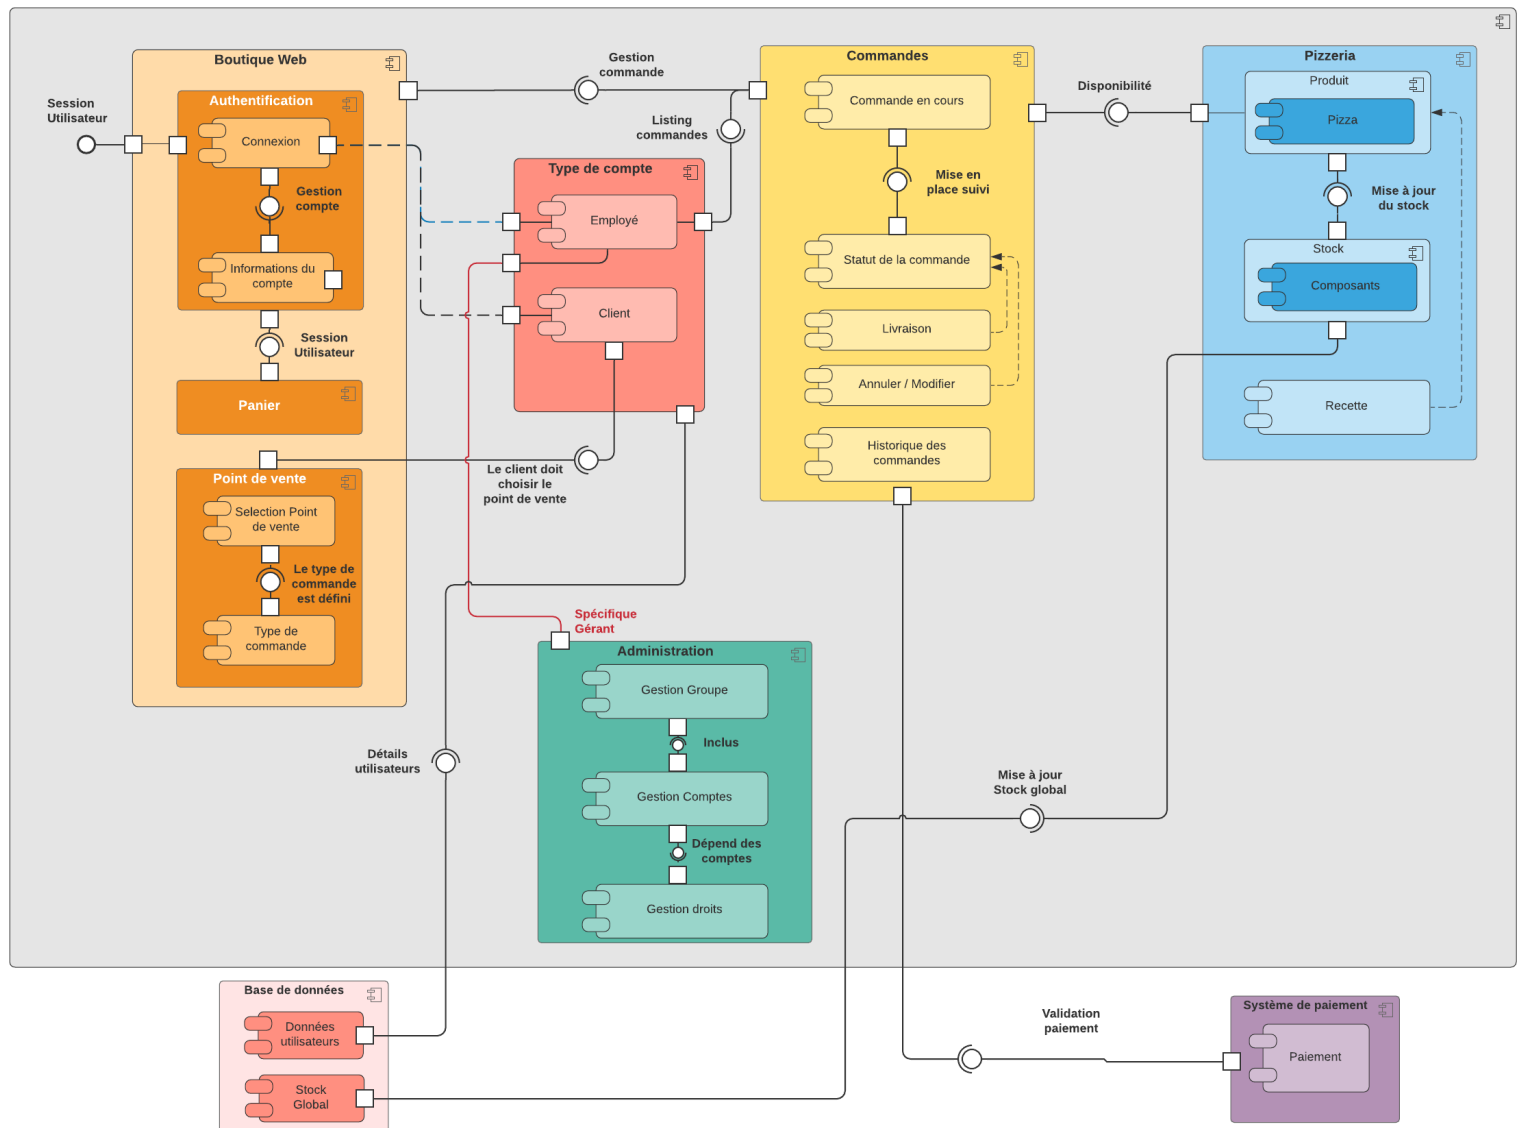 Boutique Web
Session
Utilisateur
Authentification
Connexion
Gestion
compte
Informations du
compte
Session
Utilisateur
Panier
Point de vente
Selection Point
de vente
Le type de
commande
est défini
Type de
commande
Gestion
commande
Listing
commandes
Type de compte
Employé
Client
Le client doit
choisir le
point de vente
Commandes
Commande en cours
Mise en
place suivi
Statut de la commande
Livraison
Annuler / Modifier
Historique des
commandes
Disponibilité
Pizzeria
Produit
Pizza
Mise à jour
du stock
Stock
Composants
Recette
Spécifique
Gérant
Administration
Gestion Groupe
Inclus
Gestion Comptes
Dépend des
comptes
Gestion droits
Détails
utilisateurs
Mise à jour
Stock global
Base de données
Données
utilisateurs
Stock
Global
Validation
paiement
Système de paiement
Paiement